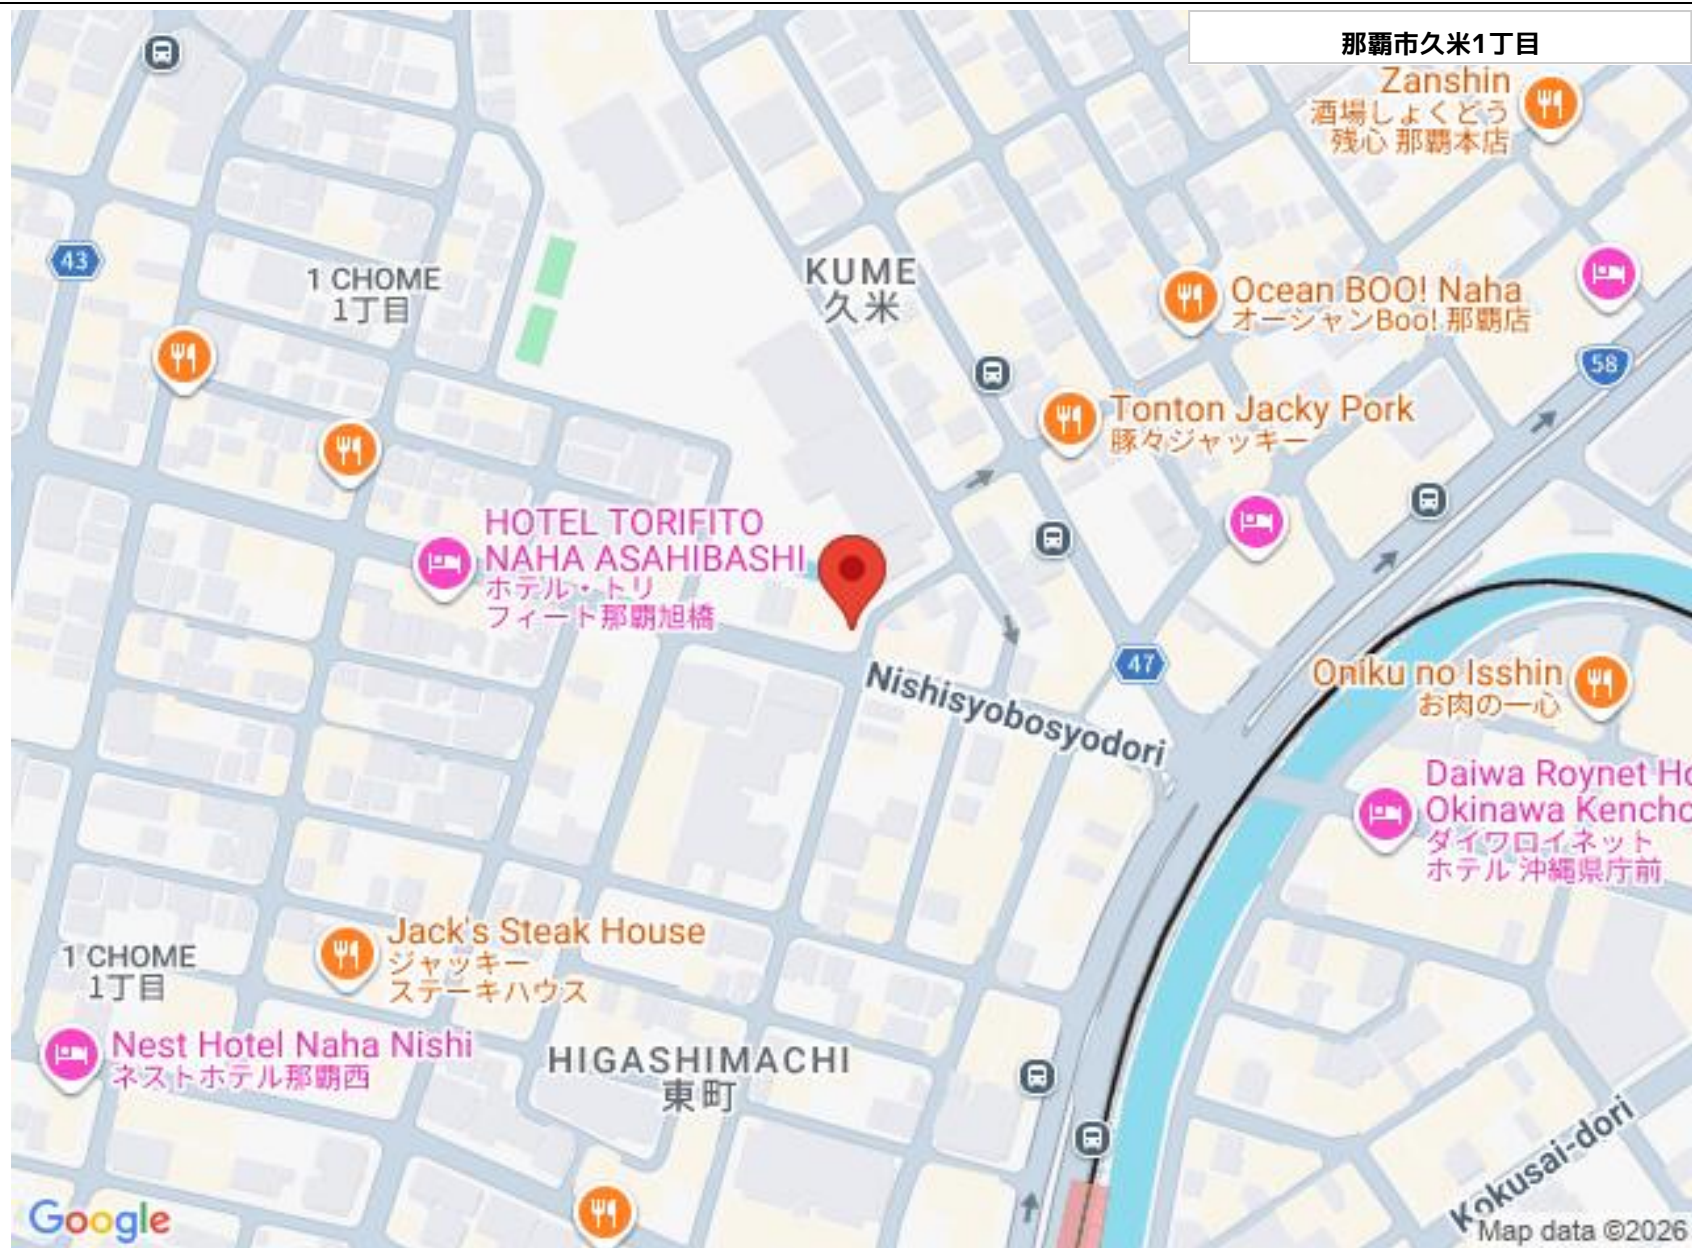 那覇市久米1丁目
Zanshin
酒場しょくどう
残心 那覇本店
43
1 CHOME
1丁目
KUME
久米
Ocean BOO! Naha
オーシャンBoo! 那覇店
58
Tonton Jacky Pork
豚々ジャッキー
HOTEL TORIFITO
NAHA ASAHIBASHI
ホテル・トリ
フィート那覇旭橋
47
Nishisyobosyodori
Oniku no Isshin
お肉の一心
Daiwa Roynet Ho
Okinawa Kencho
ダイワロイネット
ホテル 沖縄県庁前
Jack's Steak House
ジャッキー
ステーキハウス
1 CHOME
1丁目
Nest Hotel Naha Nishi
ネストホテル那覇西
HIGASHIMACHI
東町
Kokusai-dori
Google
Map data ©2026